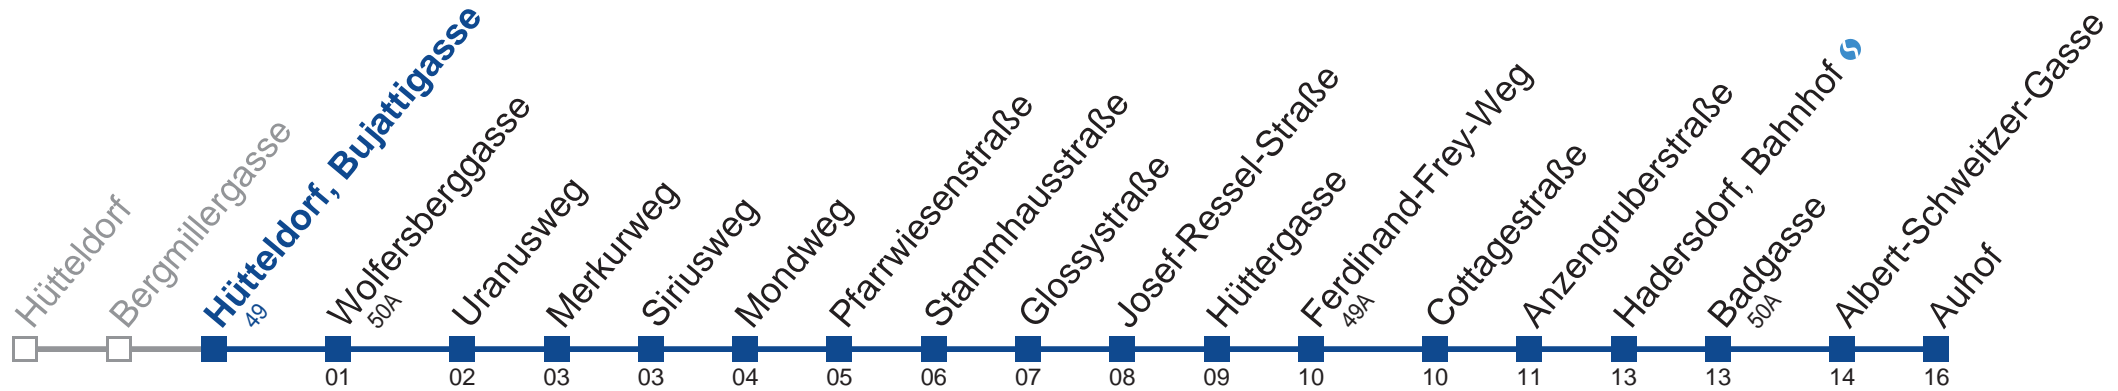 Hütteldorf
Bergmillergasse
Hütteldorf, Bujattigasse
49
Wolfersberggasse
50A
Uranusweg
Merkurweg
Siriusweg
Mondweg
Pfarrwiesenstraße
Stammhausstraße
Glossystraße
Josef-Ressel-Straße
Hüttergasse
Ferdinand-Frey-Weg
49A
Cottagestraße
Anzengruberstraße
Hadersdorf, Bahnhof
Badgasse
50A
Albert-Schweitzer-Gasse
Auhof
01 02 03 03 04 05 06 07 08 09 10 10 11 13 13 14 16